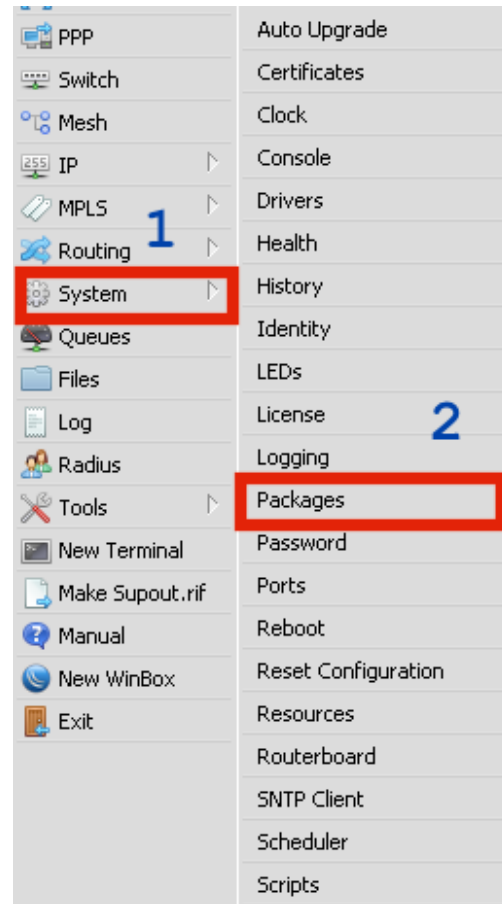 PPP
Switch
Mesh
255 IP
MPLS
1
Routing
System
Queues
Files
Log
Radius
Tools
New Terminal
Make Supout.rif
Manual
New WinBox
Exit
Auto Upgrade
Certificates
Clock
Console
Drivers
Health
History
Identity
LEDs
License
2
Logging
Packages
Password
Ports
Reboot
Reset Configuration
Resources
Routerboard
SNTP Client
Scheduler
Scripts